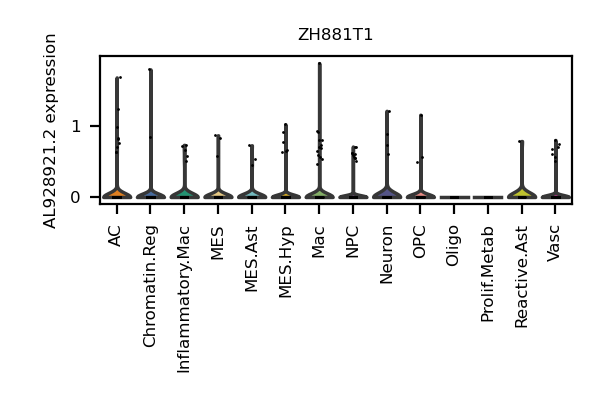 ZH881T1
AL928921.2 expression
1
0
AC
Chromatin.Reg
Inflammatory.Mac
MES
MES.Ast
MES.Hyp
Mac
NPC
Neuron
OPC
Oligo
Prolif.Metab
Reactive.Ast
Vasc